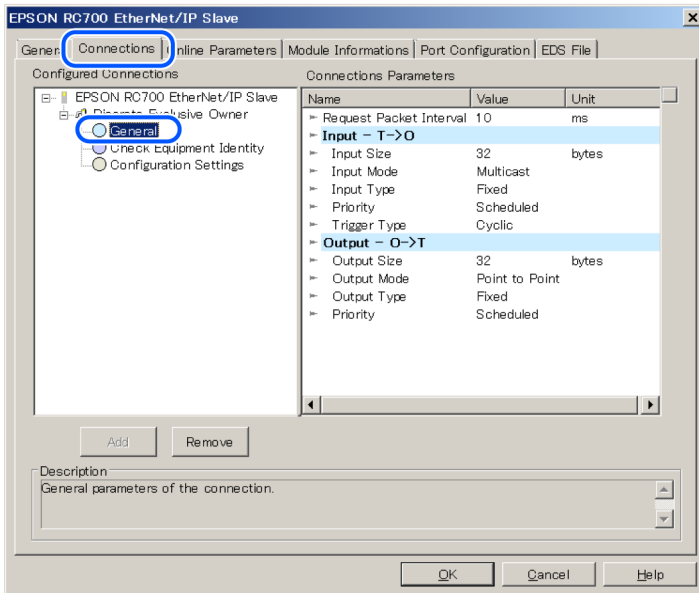 EPSON RC700 EtherNet/IP Slave
Connections Online Parameters Module Informations Port Configuration EDS File
Configured Connections
EPSON RC700 EtherNet/IP Slave
Discrete Exclusive Owner
General
Check Equipment Identity
Configuration Settings
Connections Parameters
Name Value Unit
Request Packet Interval 10 ms
Input - T->O
Input Size 32 bytes
Input Mode Multicast
Input Type Fixed
Priority Scheduled
Trigger Type Cyclic
Output - O->T
Output Size 32 bytes
Output Mode Point to Point
Output Type Fixed
Priority Scheduled
Add Remove
Description
General parameters of the connection.
OK Cancel Help